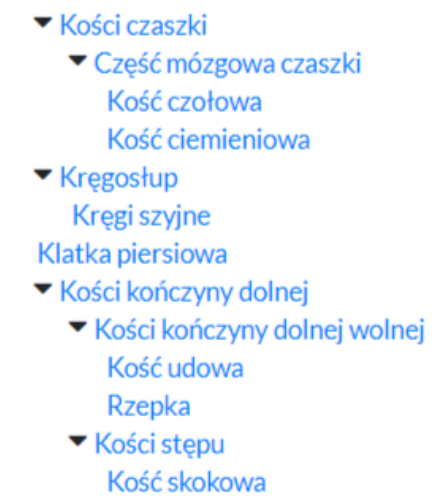 Kości czaszki
Część mózgowa czaszki
Kość czołowa
Kość ciemieniowa
Kręgosłup
Kręgi szyjne
Klatka piersiowa
Kości kończyny dolnej
Kości kończyny dolnej wolnej
Kość udowa
Rzepka
Kości stępu
Kość skokowa